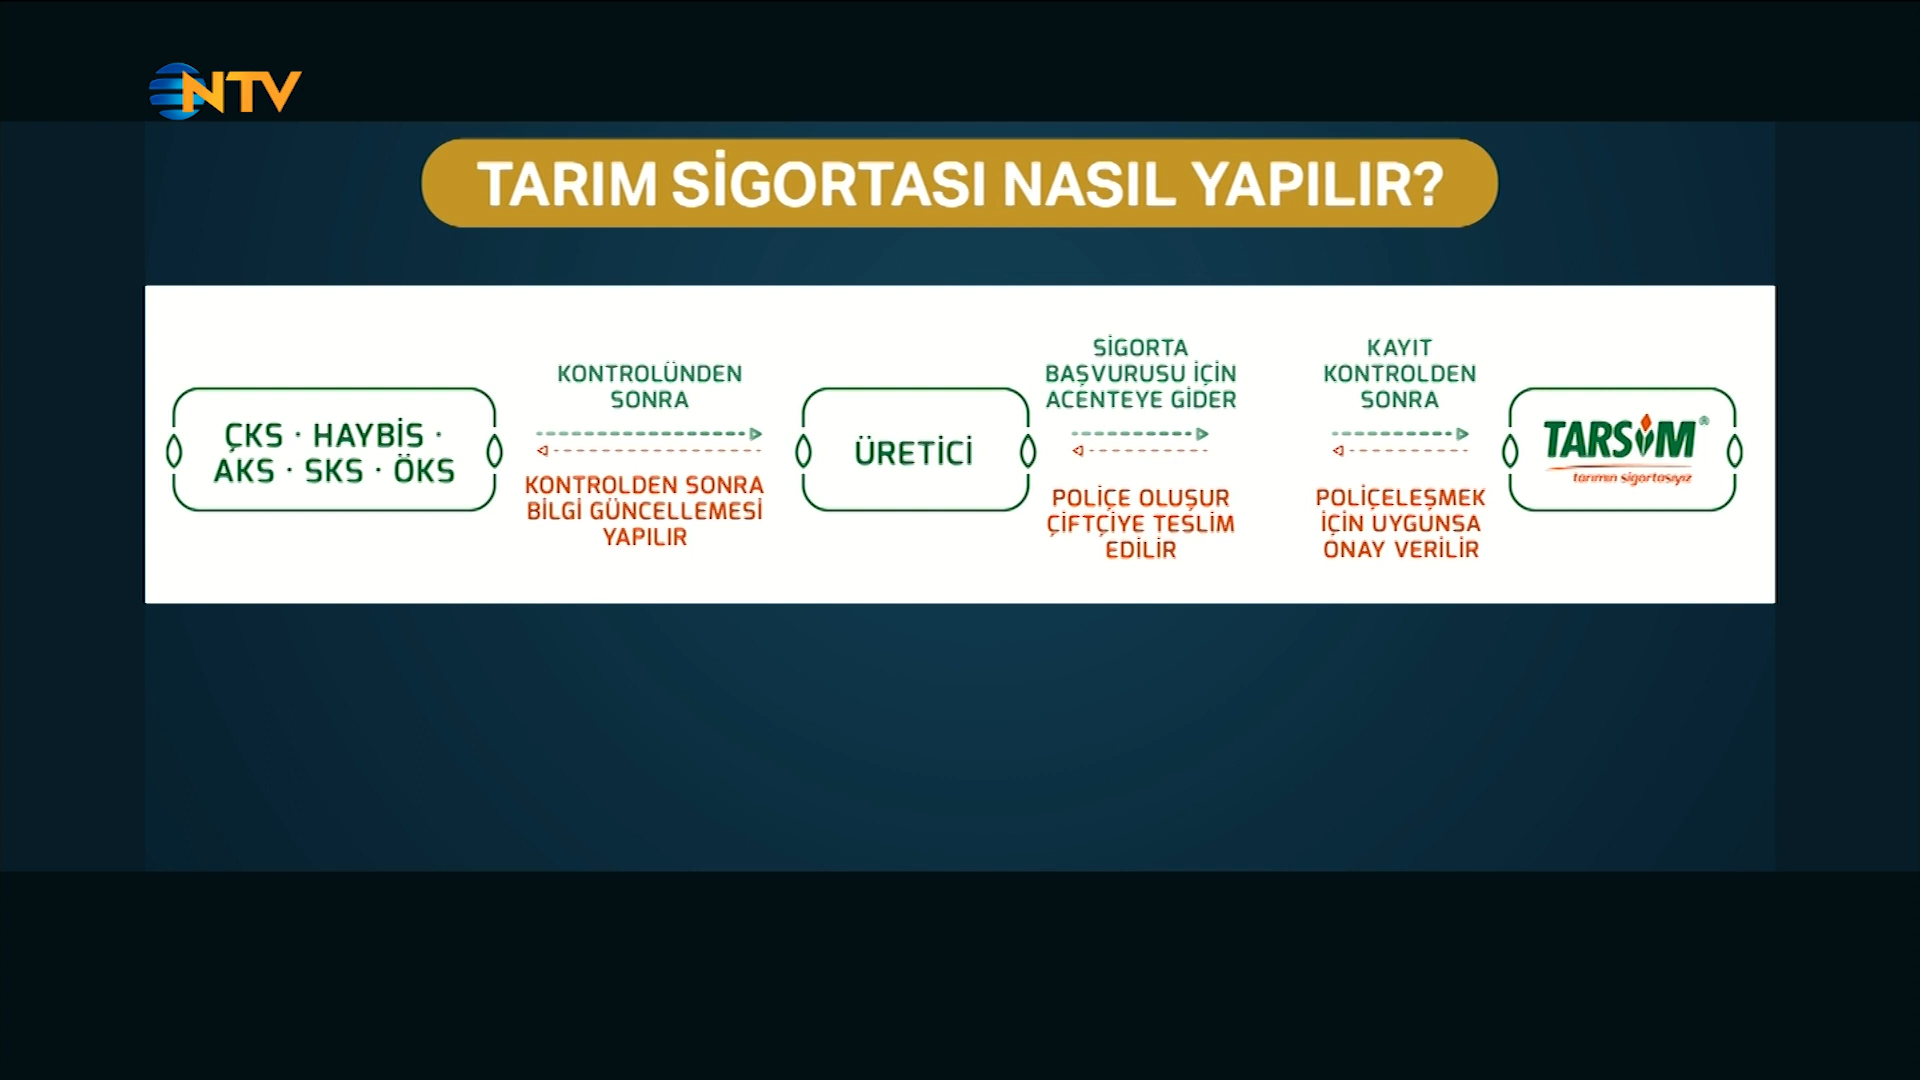 NTV
TARIM SİGORTASI NASIL YAPILIR?
ÇKS · HAYBİS ·
AKS · SKS · ÖKS
KONTROLÜNDEN
SONRA
KONTROLDEN SONRA
BİLGİ GÜNCELLEMESİ
YAPILIR
ÜRETİCİ
SİGORTA
BAŞVURUSU İÇİN
ACENTEYE GİDER
POLİÇE OLUŞUR
ÇİFTÇİYE TESLİM
EDİLİR
KAYIT
KONTROLDEN
SONRA
POLİÇELEŞMEK
İÇİN UYGUNSA
ONAY VERİLİR
TARSİM®
tarımın sigortasıyız